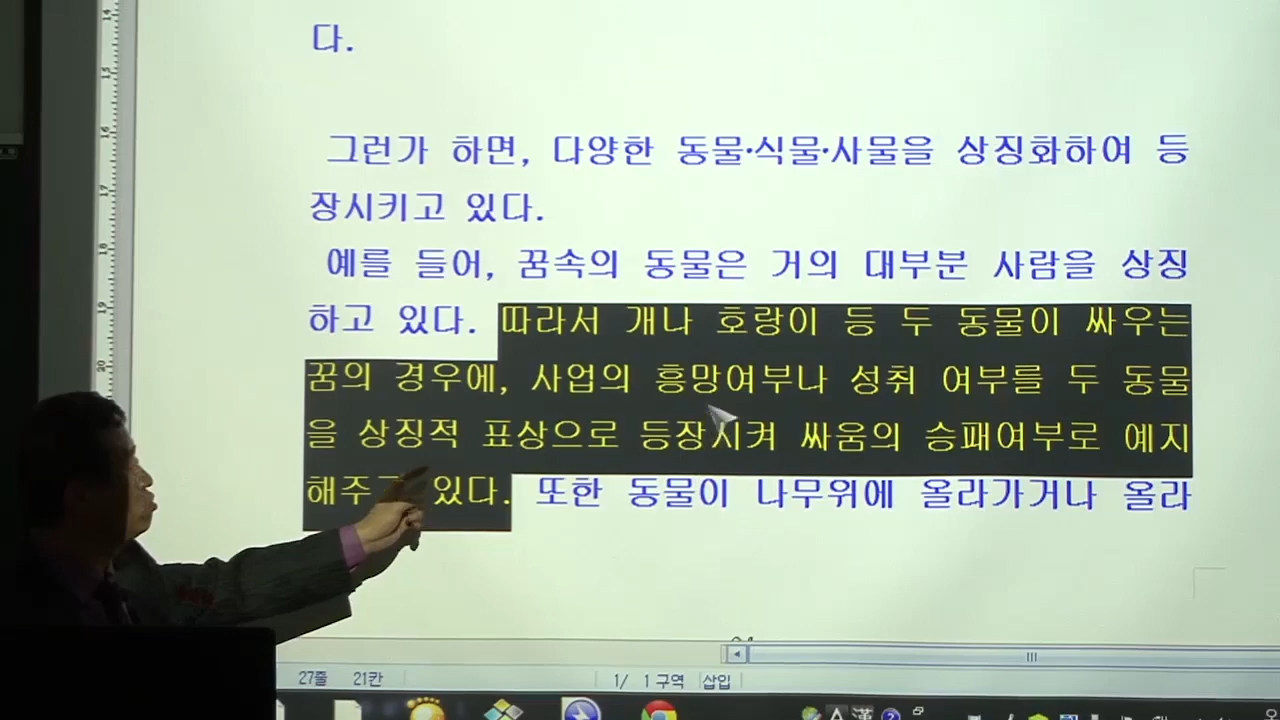 다.
그런가 하면, 다양한 동물·식물·사물을 상징화하여 등
장시키고 있다.
예를 들어, 꿈속의 동물은 거의 대부분 사람을 상징
하고 있다. 따라서 개나 호랑이 등 두 동물이 싸우는
꿈의 경우에, 사업의 흥망여부나 성취 여부를 두 동물
을 상징적 표상으로 등장시켜 싸움의 승패여부로 예지
해주고 있다. 또한 동물이 나무위에 올라가거나 올라
27줄 21칸 1/ 1 구역 삽입
A 漢